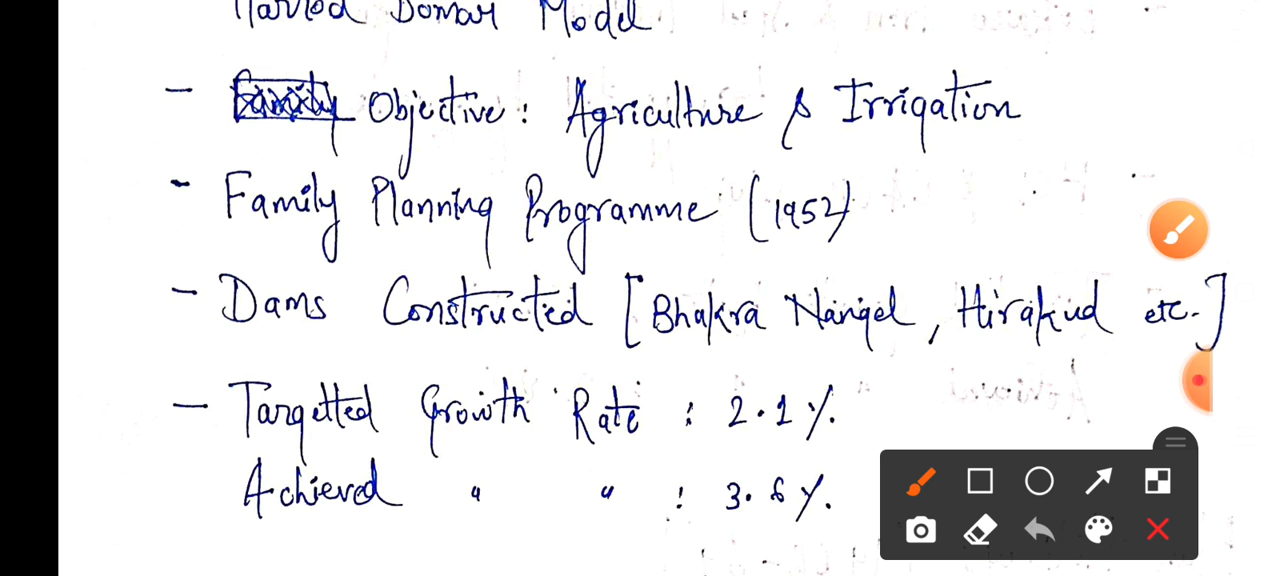 Harrod Domar Model
- Objective: Agriculture & Irrigation
- Family Planning Programme (1952)
- Dams Constructed [Bhakra Nangal, Hirakud etc.]
- Targetted Growth Rate : 2.1%.
Achieved " " : 3.6%.